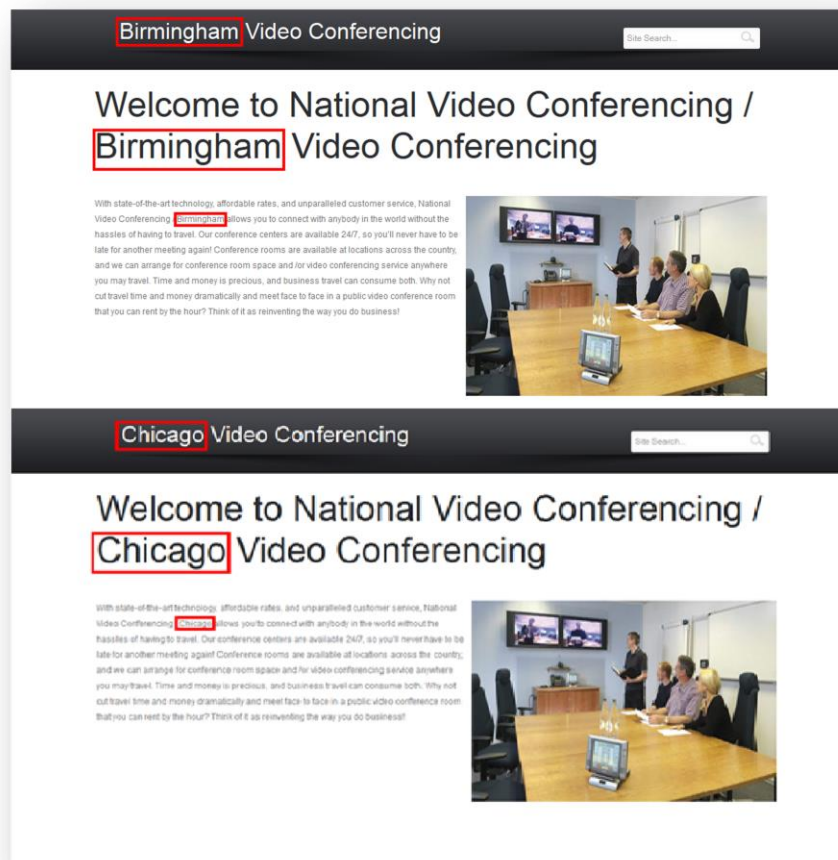 Birmingham Video Conferencing
Site Search...
Welcome to National Video Conferencing /
Birmingham Video Conferencing
With state-of-the-art technology, affordable rates, and unparalleled customer service, National
Video Conferencing / Birmingham allows you to connect with anybody in the world without the
hassles of having to travel. Our conference centers are available 24/7, so you'll never have to be
late for another meeting again! Conference rooms are available at locations across the country,
and we can arrange for conference room space and /or video conferencing service anywhere
you may travel. Time and money is precious, and business travel can consume both. Why not
cut travel time and money dramatically and meet face to face in a public video conference room
that you can rent by the hour? Think of it as reinventing the way you do business!
Chicago Video Conferencing
Site Search...
Welcome to National Video Conferencing /
Chicago Video Conferencing
With state-of-the-art technology, affordable rates, and unparalleled customer service, National
Video Conferencing / Chicago allows you to connect with anybody in the world without the
hassles of having to travel. Our conference centers are available 24/7, so you'll never have to be
late for another meeting again! Conference rooms are available at locations across the country,
and we can arrange for conference room space and /or video conferencing service anywhere
you may travel. Time and money is precious, and business travel can consume both. Why not
cut travel time and money dramatically and meet face to face in a public video conference room
that you can rent by the hour? Think of it as reinventing the way you do business!